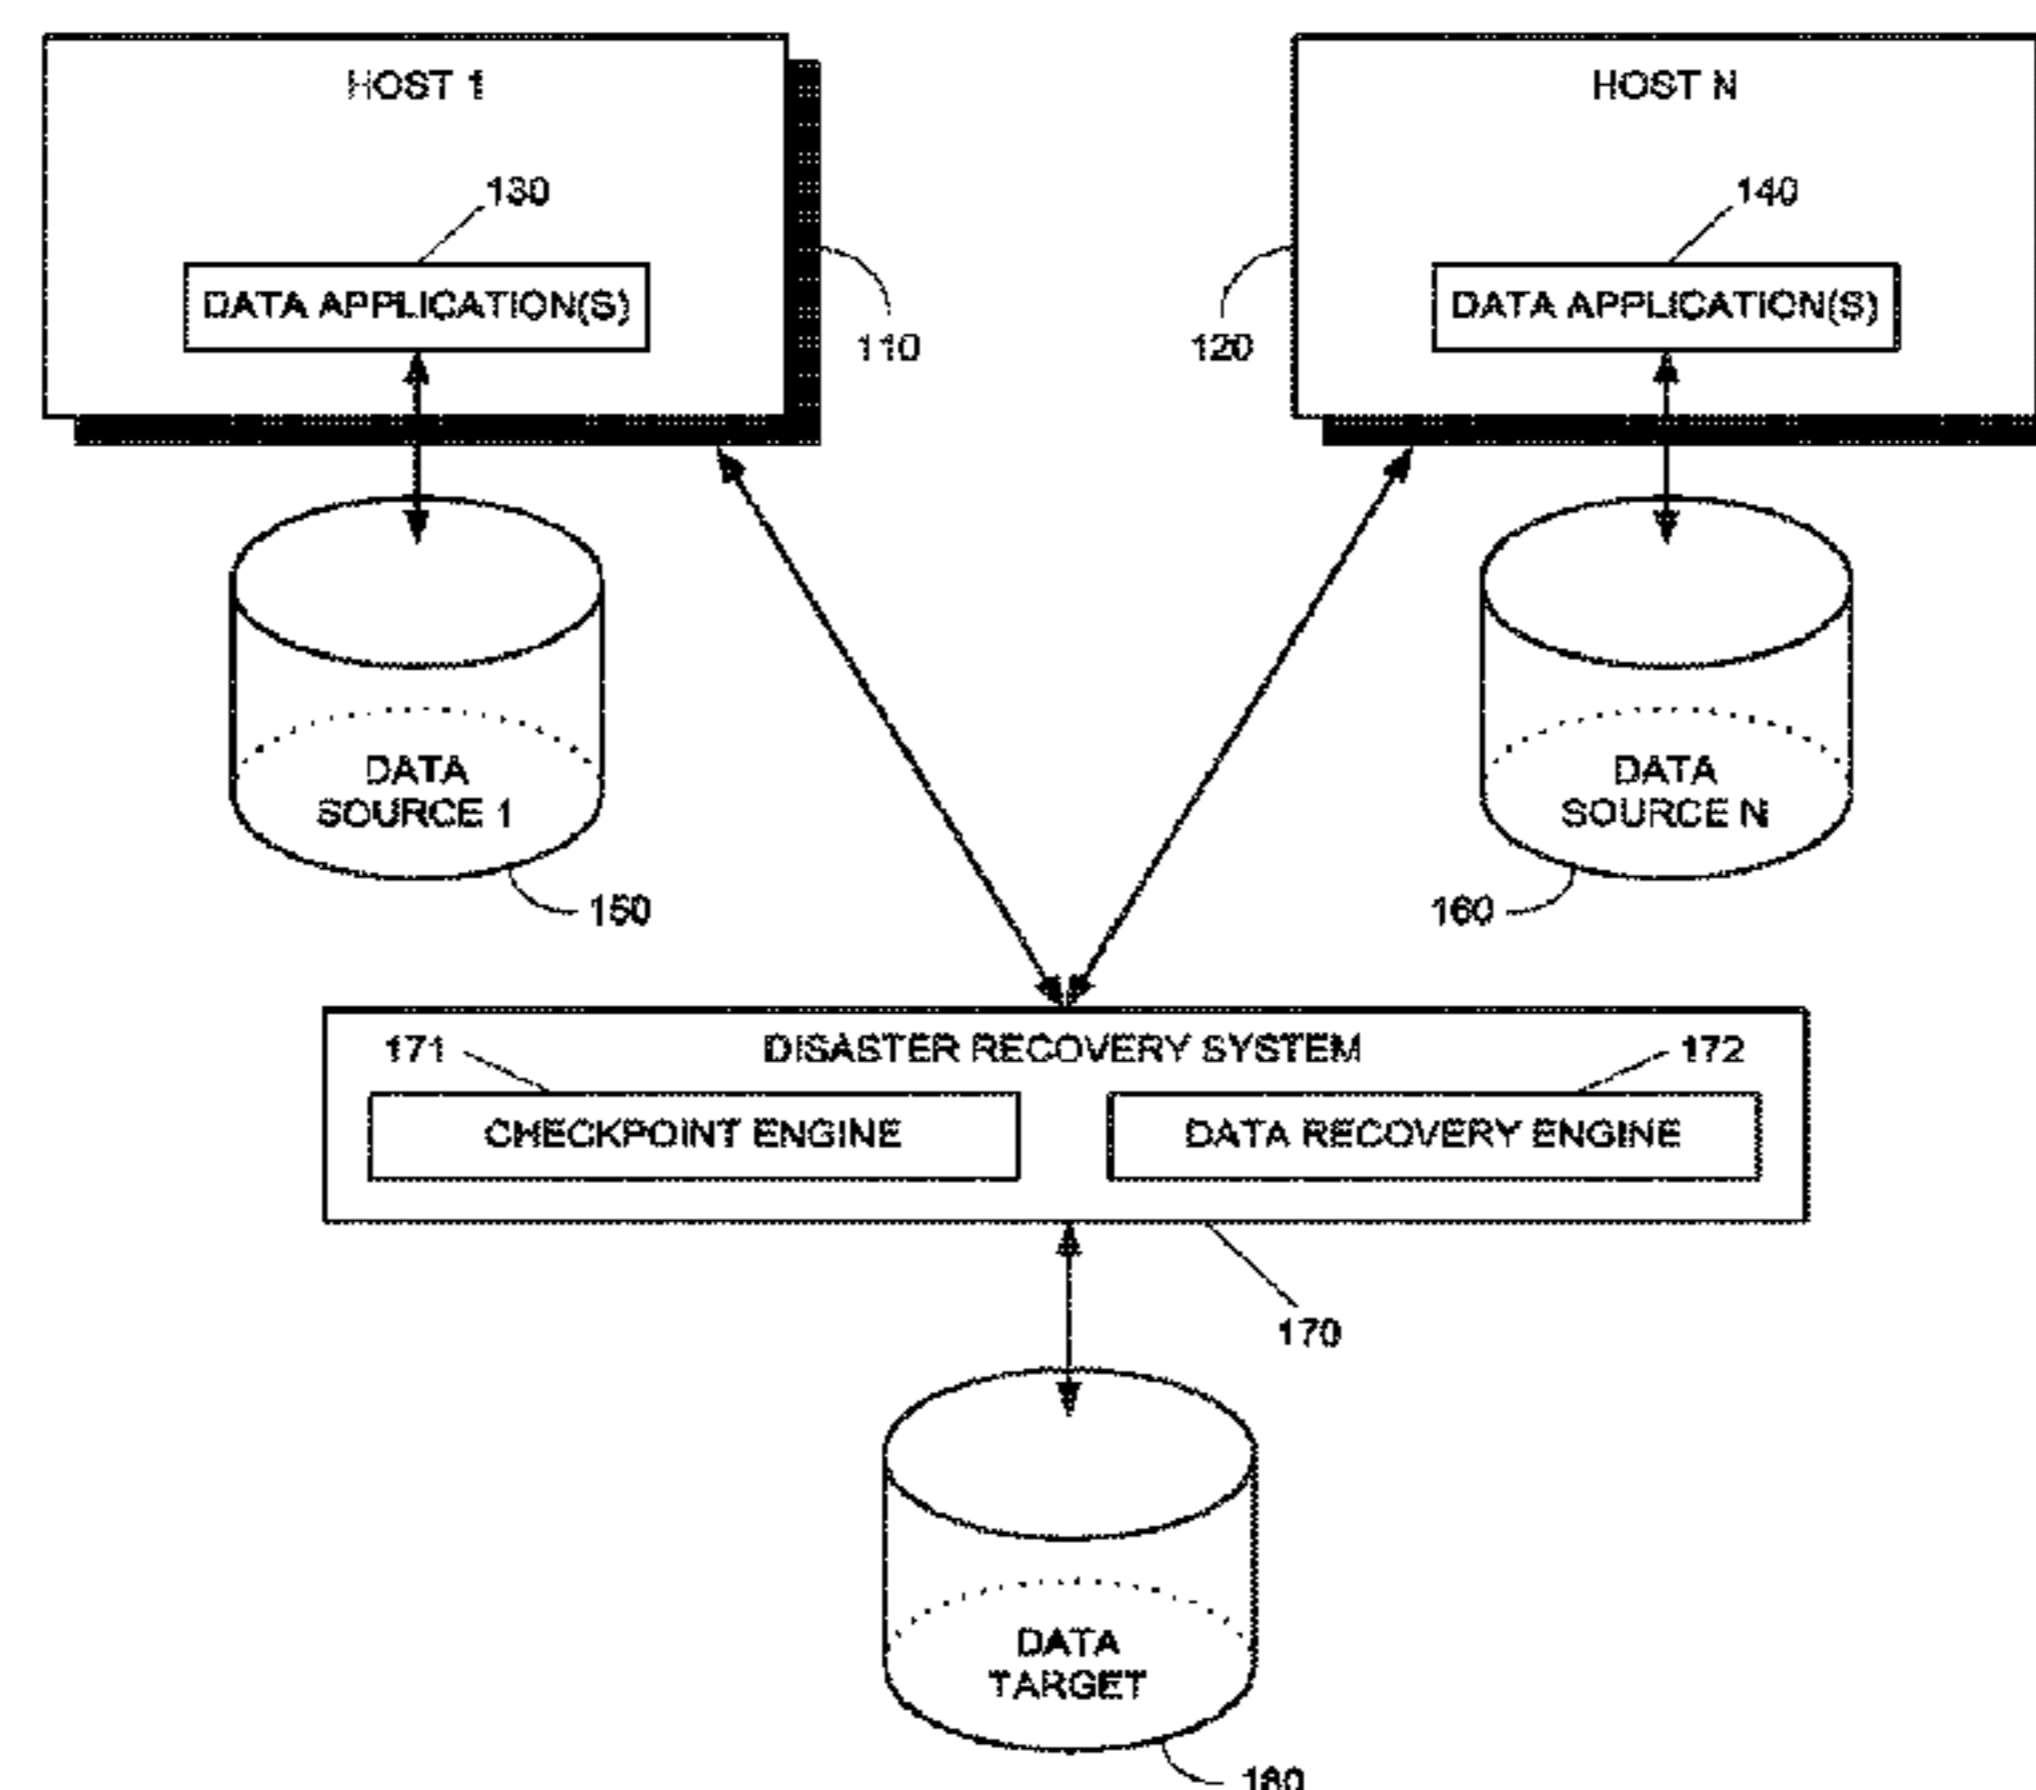 HOST 1
HOST N
130
140
DATA APPLICATION(S)
DATA APPLICATION(S)
110
120
DATA
SOURCE 1
DATA
SOURCE N
150
160
171
DISASTER RECOVERY SYSTEM
172
CHECKPOINT ENGINE
DATA RECOVERY ENGINE
170
DATA
TARGET